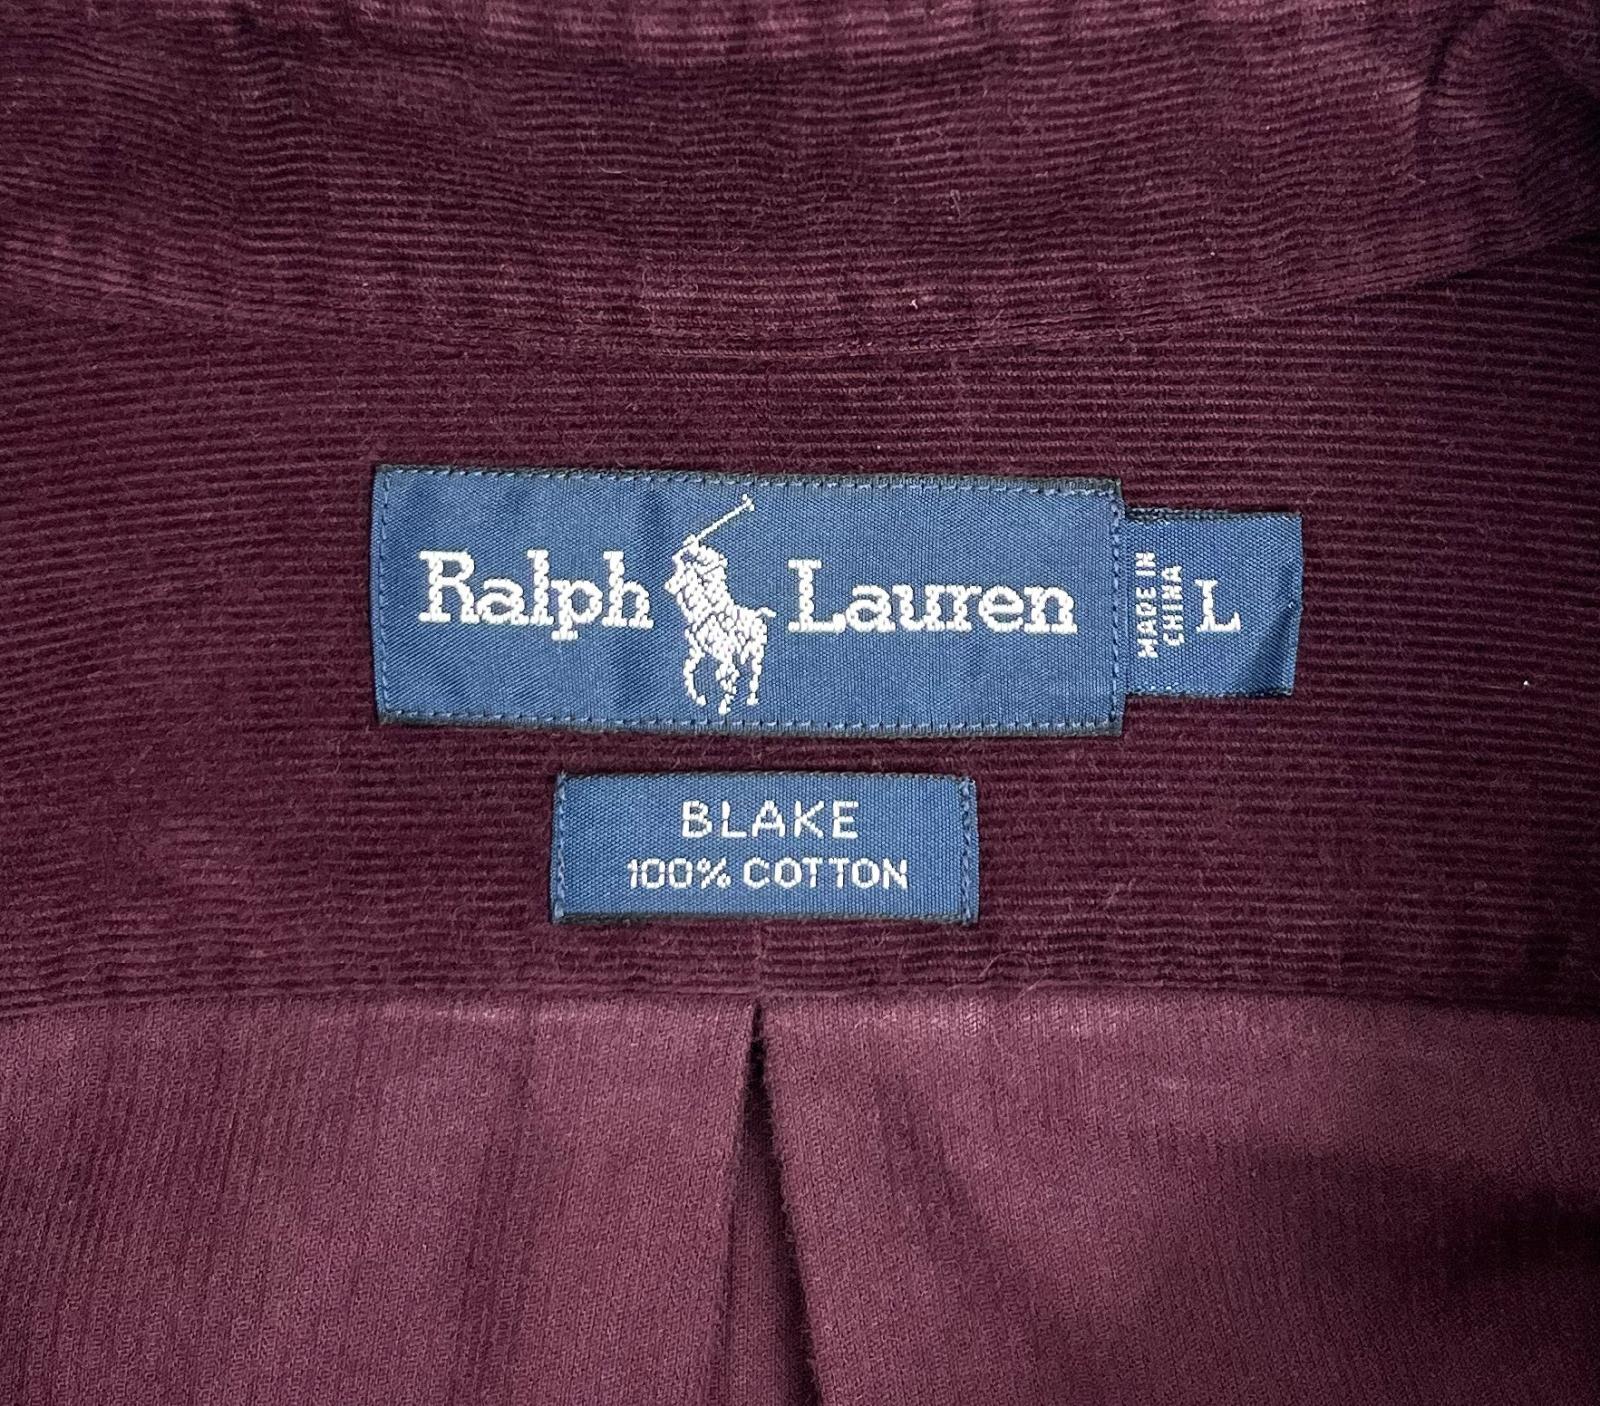 Ralph Lauren
MADE IN
CHINA
L
BLAKE
100% COTTON